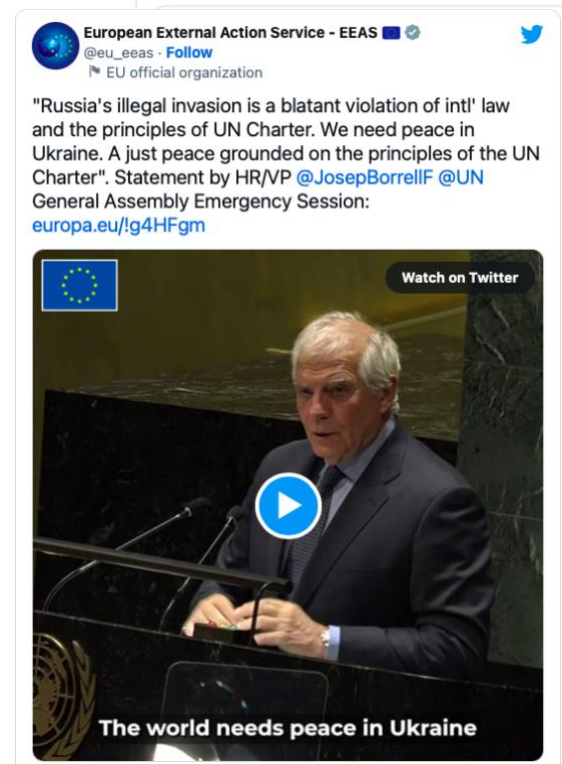 European External Action Service - EEAS 🇪🇺
@eu_eeas · Follow
EU official organization
"Russia's illegal invasion is a blatant violation of intl' law
and the principles of UN Charter. We need peace in
Ukraine. A just peace grounded on the principles of the UN
Charter". Statement by HR/VP @JosepBorrellF @UN
General Assembly Emergency Session:
europa.eu/!g4HFgm
Watch on Twitter
The world needs peace in Ukraine